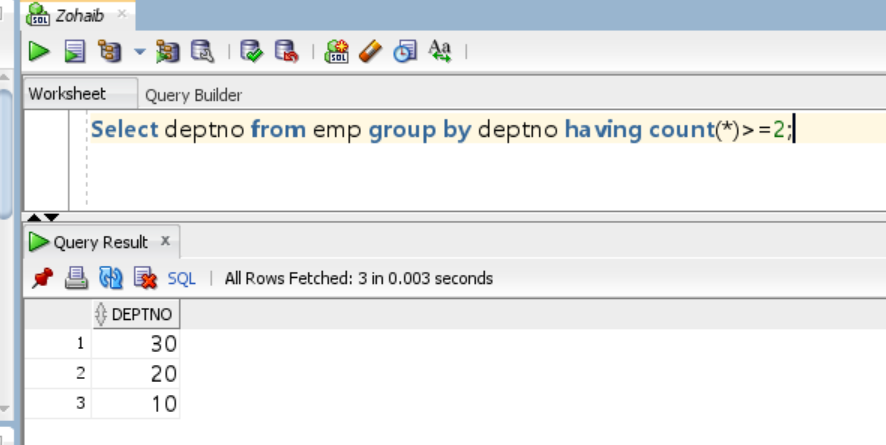 Zohaib
Worksheet Query Builder
Select deptno from emp group by deptno having count(*)>=2;
Query Result x
SQL | All Rows Fetched: 3 in 0.003 seconds
DEPTNO
1 30
2 20
3 10